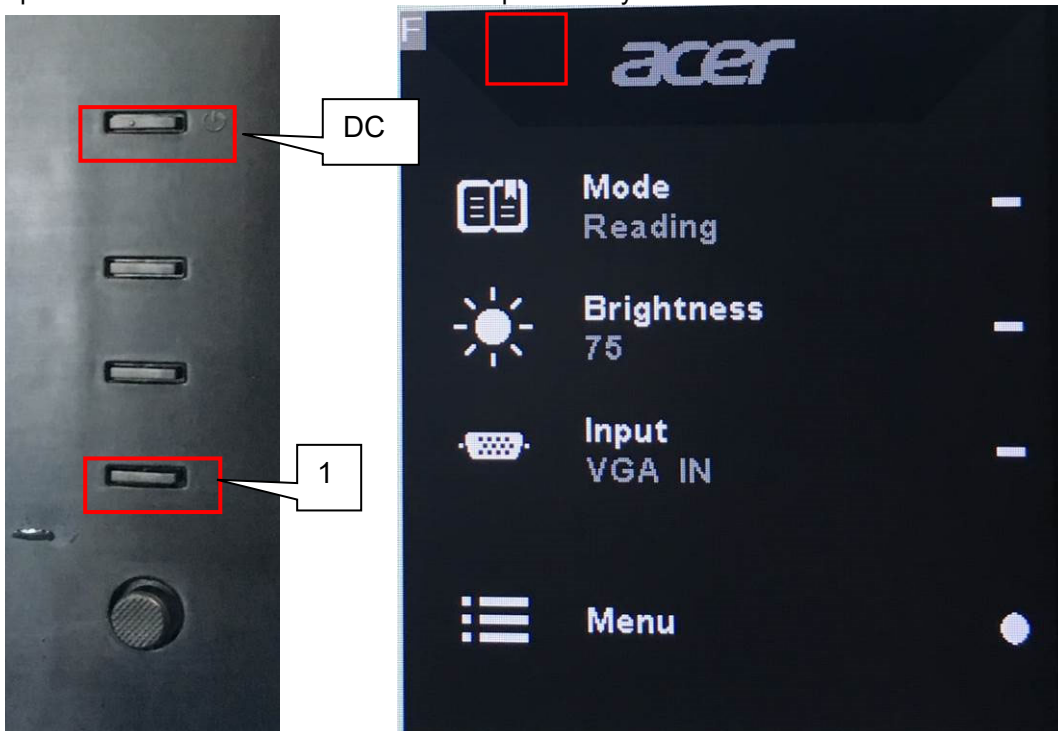 DC
1
F
acer
Mode
Reading
Brightness
75
Input
VGA IN
Menu